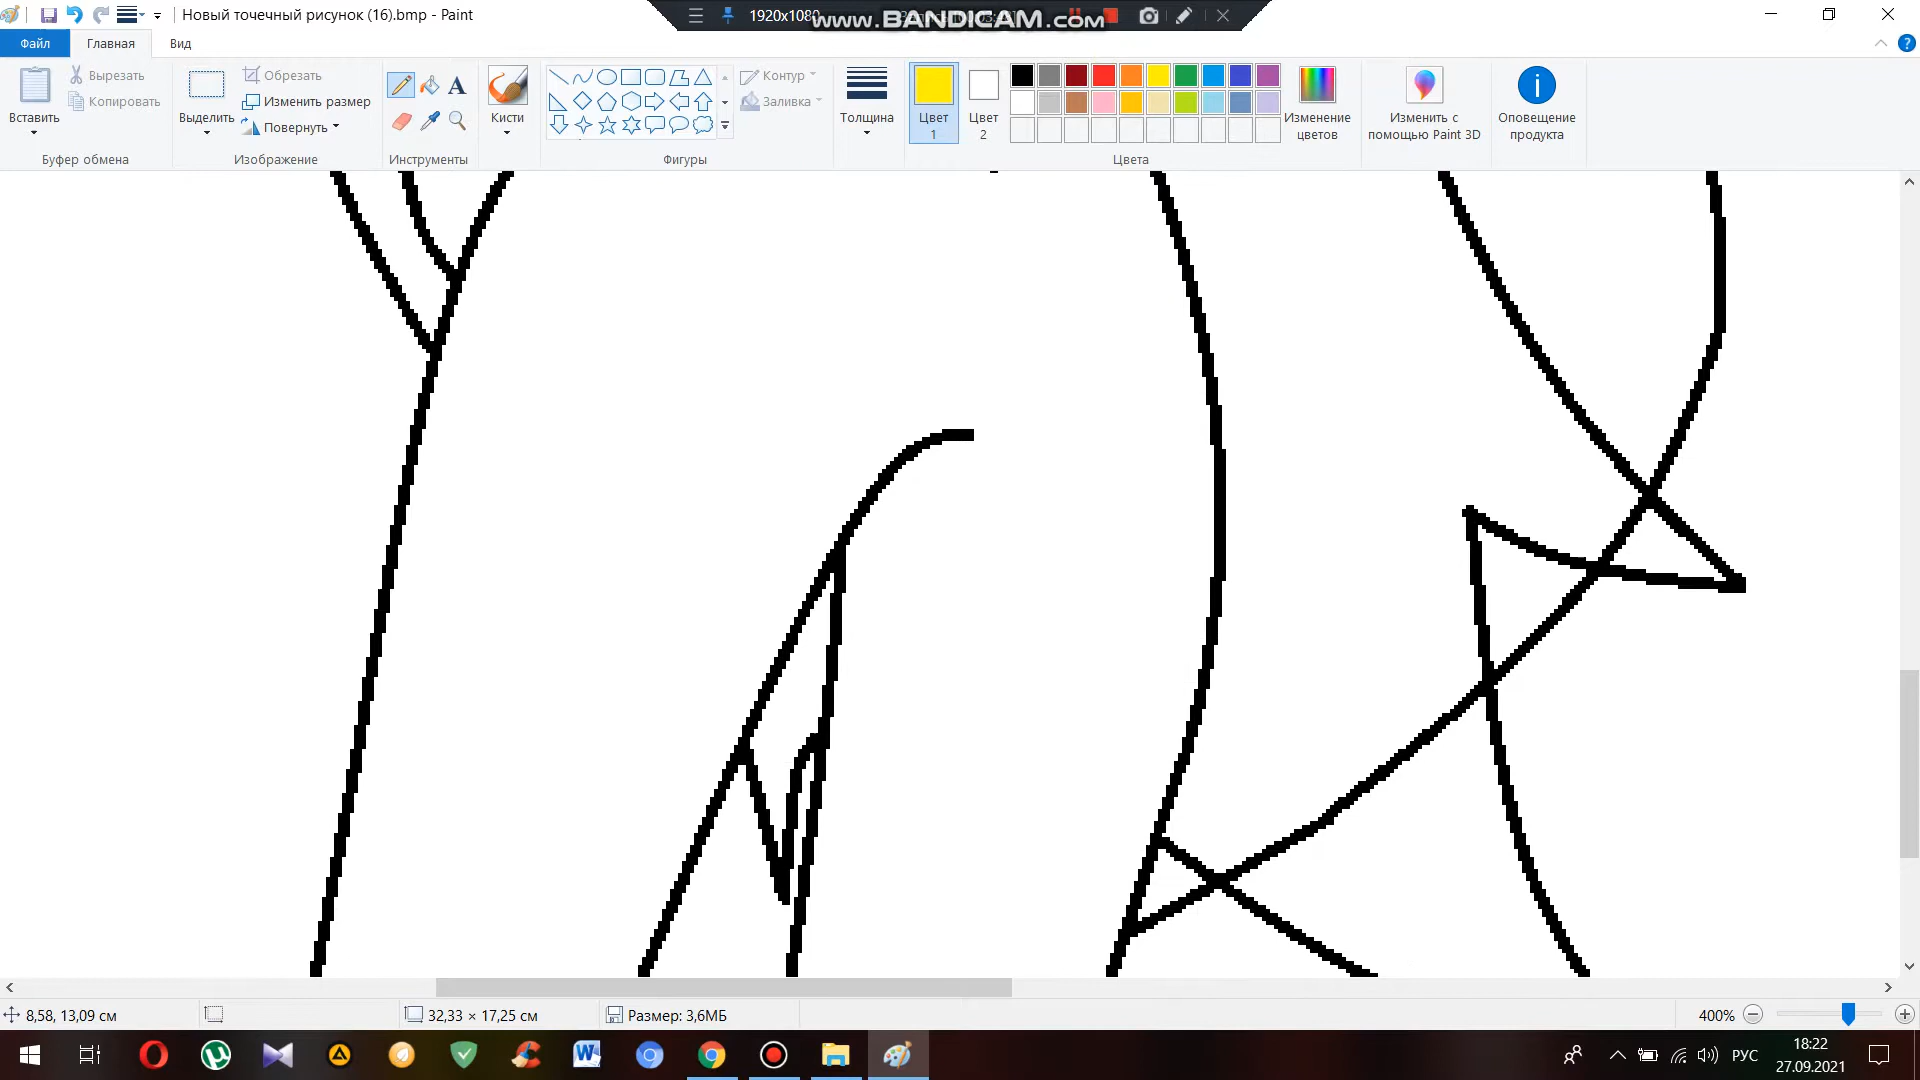 Новый точечный рисунок (16).bmp - Paint
1920x1080
www.BANDICAM.com
Файл
Главная
Вид
Вставить
Вырезать
Копировать
Буфер обмена
Выделить
Обрезать
Изменить размер
Повернуть
Изображение
A
Инструменты
Кисти
Контур
Заливка
Фигуры
Толщина
Цвет 1
Цвет 2
Изменение цветов
Цвета
Изменить с помощью Paint 3D
Оповещение продукта
8,58, 13,09 см
32,33 × 17,25 см
Размер: 3,6МБ
400%
РУС
18:22
27.09.2021